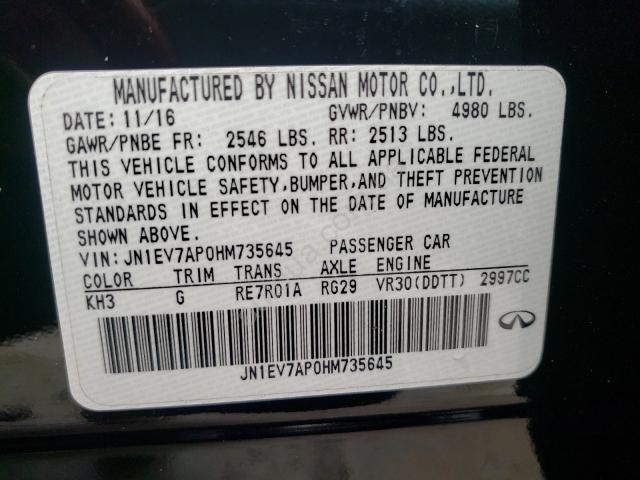 MANUFACTURED BY NISSAN MOTOR CO.,LTD.
DATE: 11/16 GVWR/PNBV: 4980 LBS.
GAWR/PNBE FR: 2546 LBS. RR: 2513 LBS.
THIS VEHICLE CONFORMS TO ALL APPLICABLE FEDERAL
MOTOR VEHICLE SAFETY,BUMPER,AND THEFT PREVENTION
STANDARDS IN EFFECT ON THE DATE OF MANUFACTURE
SHOWN ABOVE.
VIN: JN1EV7AP0HM735645 PASSENGER CAR
COLOR TRIM TRANS AXLE ENGINE
KH3 G RE7R01A RG29 VR30(DDTT) 2997CC
JN1EV7AP0HM735645